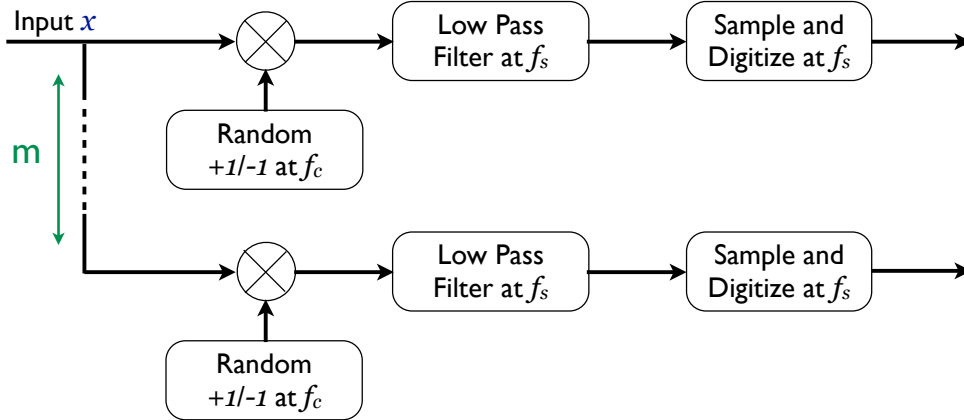 Input x
Low Pass
Filter at fs
Sample and
Digitize at fs
Random
+1/-1 at fc
m
Low Pass
Filter at fs
Sample and
Digitize at fs
Random
+1/-1 at fc